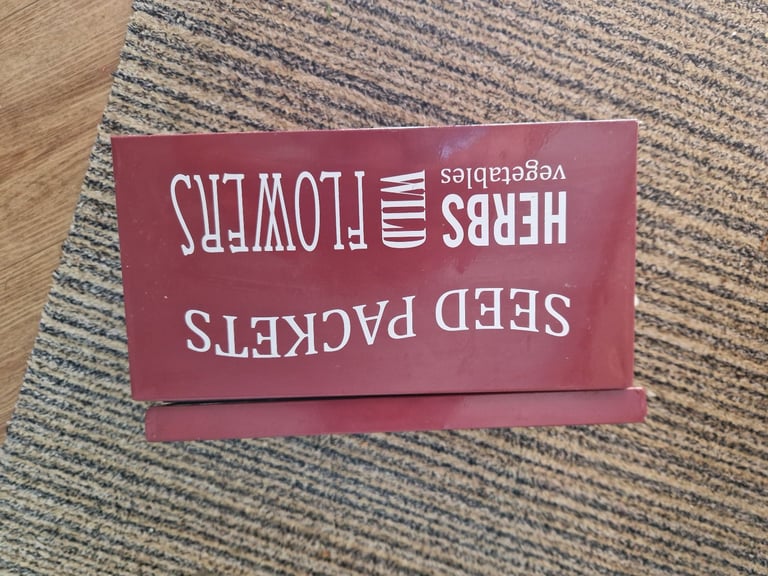 SEED PACKETS
HERBS WILD FLOWERS
vegetables